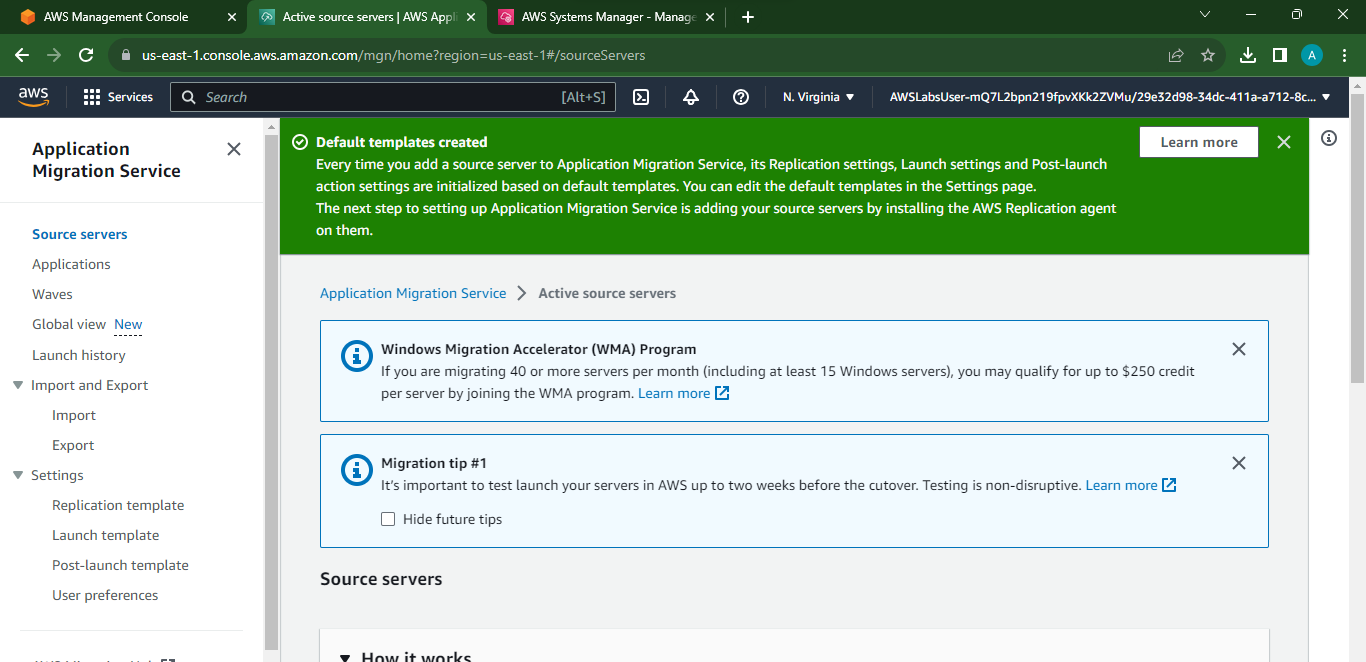 AWS Management Console
Active source servers | AWS Appli
AWS Systems Manager - Manage
us-east-1.console.aws.amazon.com/mgn/home?region=us-east-1#/sourceServers
A
aws
Services
Search
[Alt+S]
N. Virginia
AWSLabsUser-mQ7L2bpn219fpvXKk2ZVMu/29e32d98-34dc-411a-a712-8c...
Application
Migration Service
Source servers
Applications
Waves
Global view New
Launch history
Import and Export
Import
Export
Settings
Replication template
Launch template
Post-launch template
User preferences
Default templates created
Every time you add a source server to Application Migration Service, its Replication settings, Launch settings and Post-launch
action settings are initialized based on default templates. You can edit the default templates in the Settings page.
The next step to setting up Application Migration Service is adding your source servers by installing the AWS Replication agent
on them.
Learn more
Application Migration Service > Active source servers
Windows Migration Accelerator (WMA) Program
If you are migrating 40 or more servers per month (including at least 15 Windows servers), you may qualify for up to $250 credit
per server by joining the WMA program. Learn more
Migration tip #1
It's important to test launch your servers in AWS up to two weeks before the cutover. Testing is non-disruptive. Learn more
Hide future tips
Source servers
How it works